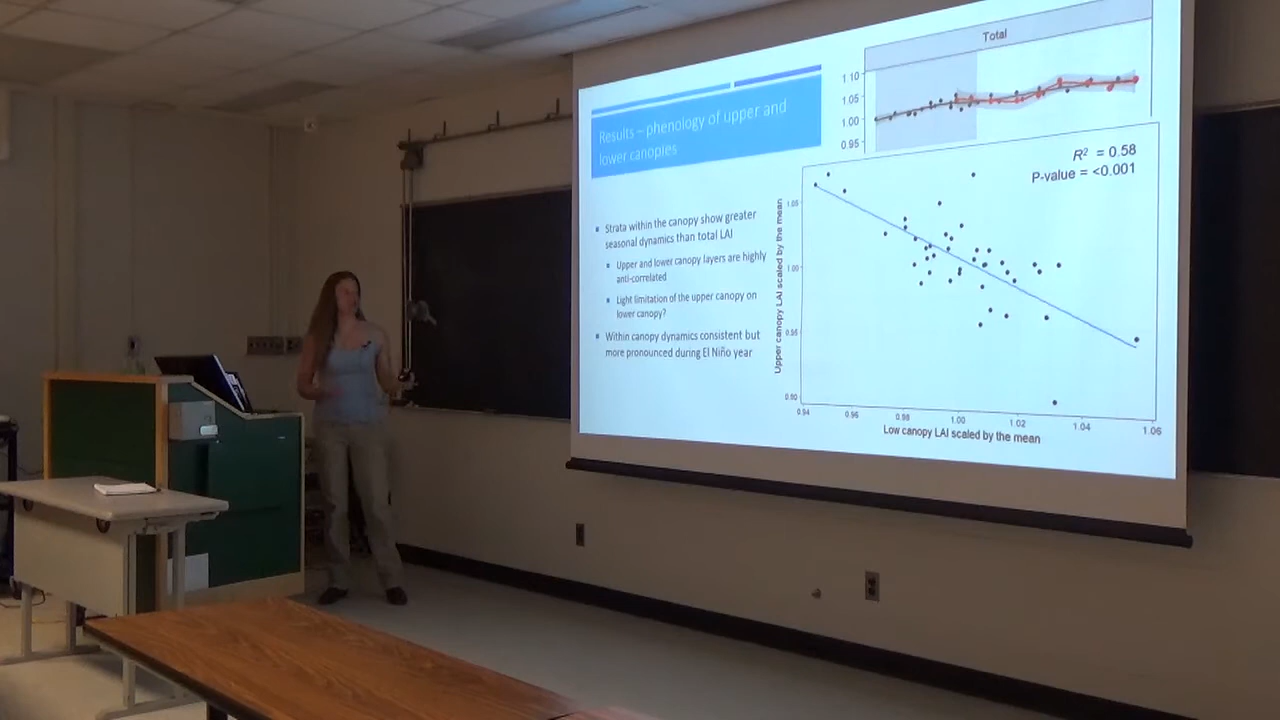 Results – phenology of upper and
lower canopies
Strata within the canopy show greater
seasonal dynamics than total LAI
Upper and lower canopy layers are highly
anti-correlated
Light limitation of the upper canopy on
lower canopy?
Within canopy dynamics consistent but
more pronounced during El Niño year
Total
1.10
1.05
1.00
0.95
R² = 0.58
P-value = <0.001
Upper canopy LAI scaled by the mean
1.05
1.00
0.95
0.90
0.94 0.96 0.98 1.00 1.02 1.04 1.06
Low canopy LAI scaled by the mean